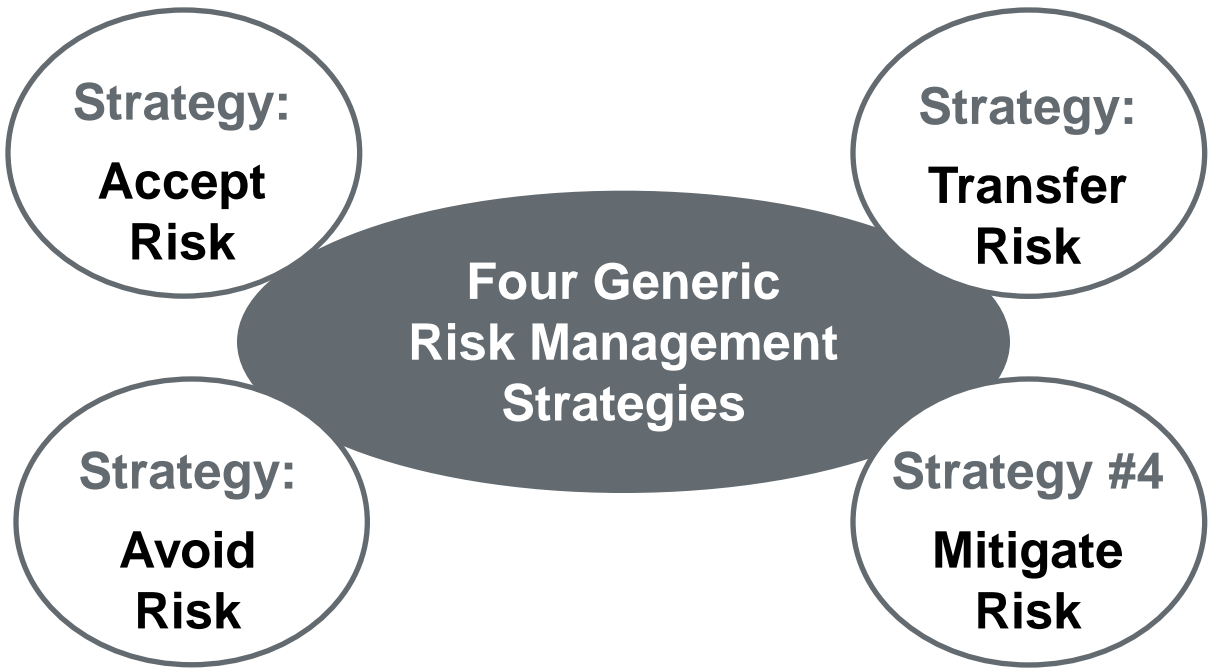 Strategy:
Accept
Risk
Strategy:
Transfer
Risk
Four Generic
Risk Management
Strategies
Strategy:
Avoid
Risk
Strategy #4
Mitigate
Risk